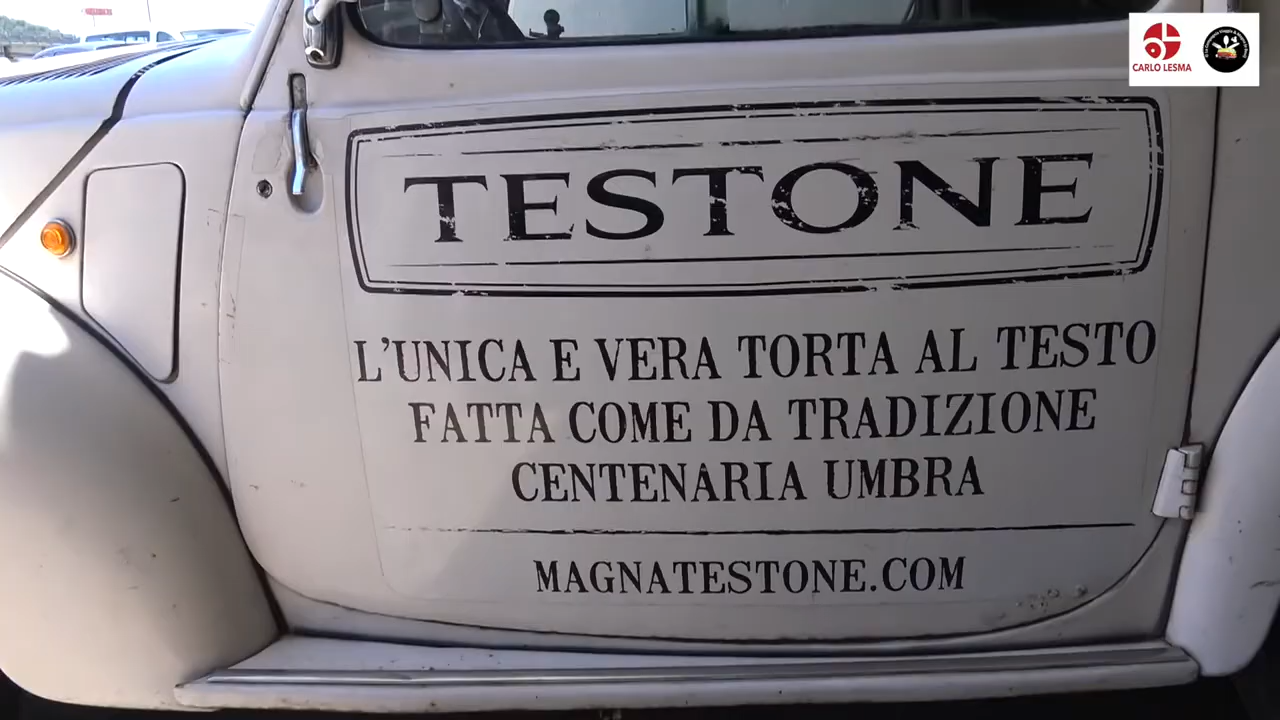 CARLO LESMA
TESTONE
L'UNICA E VERA TORTA AL TESTO
FATTA COME DA TRADIZIONE
CENTENARIA UMBRA
MAGNATESTONE.COM